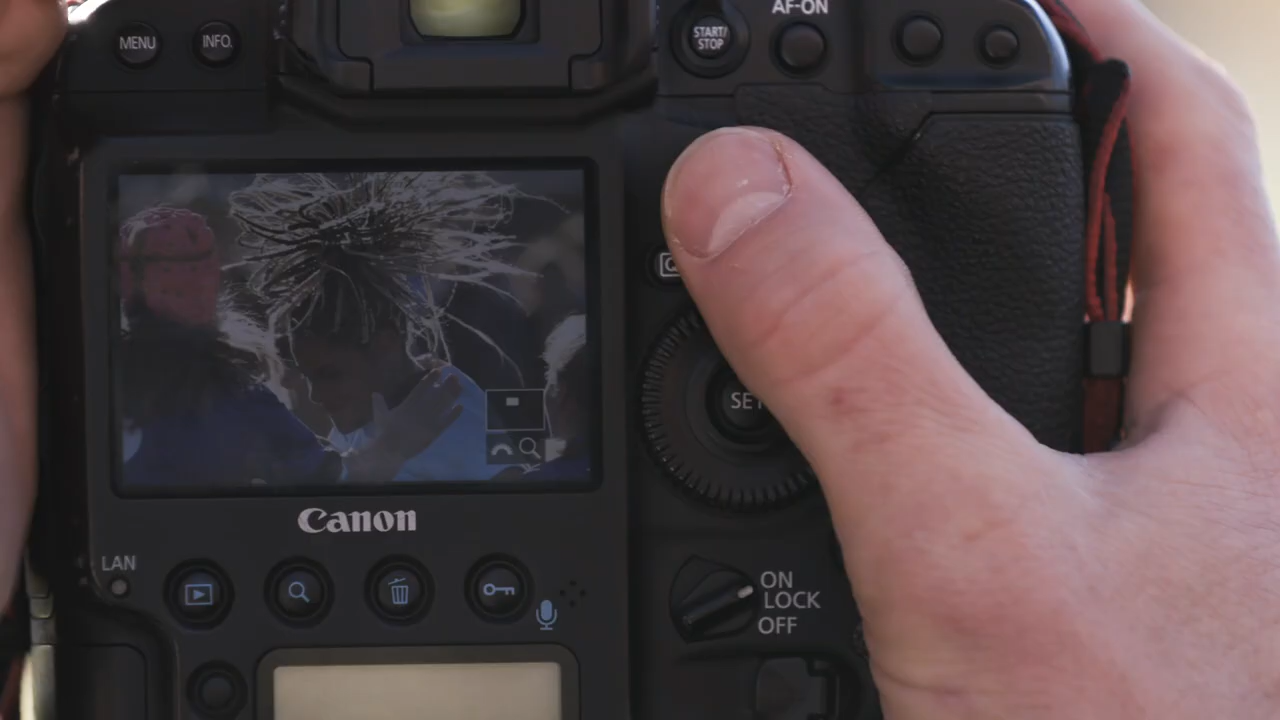 MENU
INFO.
START/
STOP
AF-ON
Q
SET
Canon
LAN
ON
LOCK
OFF